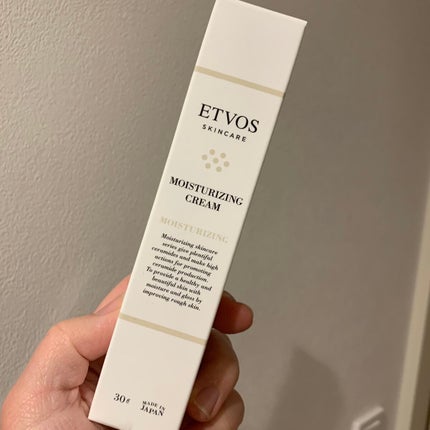 ETVOS
SKINCARE
MOISTURIZING
CREAM
MOISTURIZING
Moisturizing skincare
series give plentiful
ceramides and make high
actions for promoting
ceramide production.
To provide a healthy and
beautiful skin with
moisture and gloss by
improving rough skin.
30g
MADE IN
JAPAN